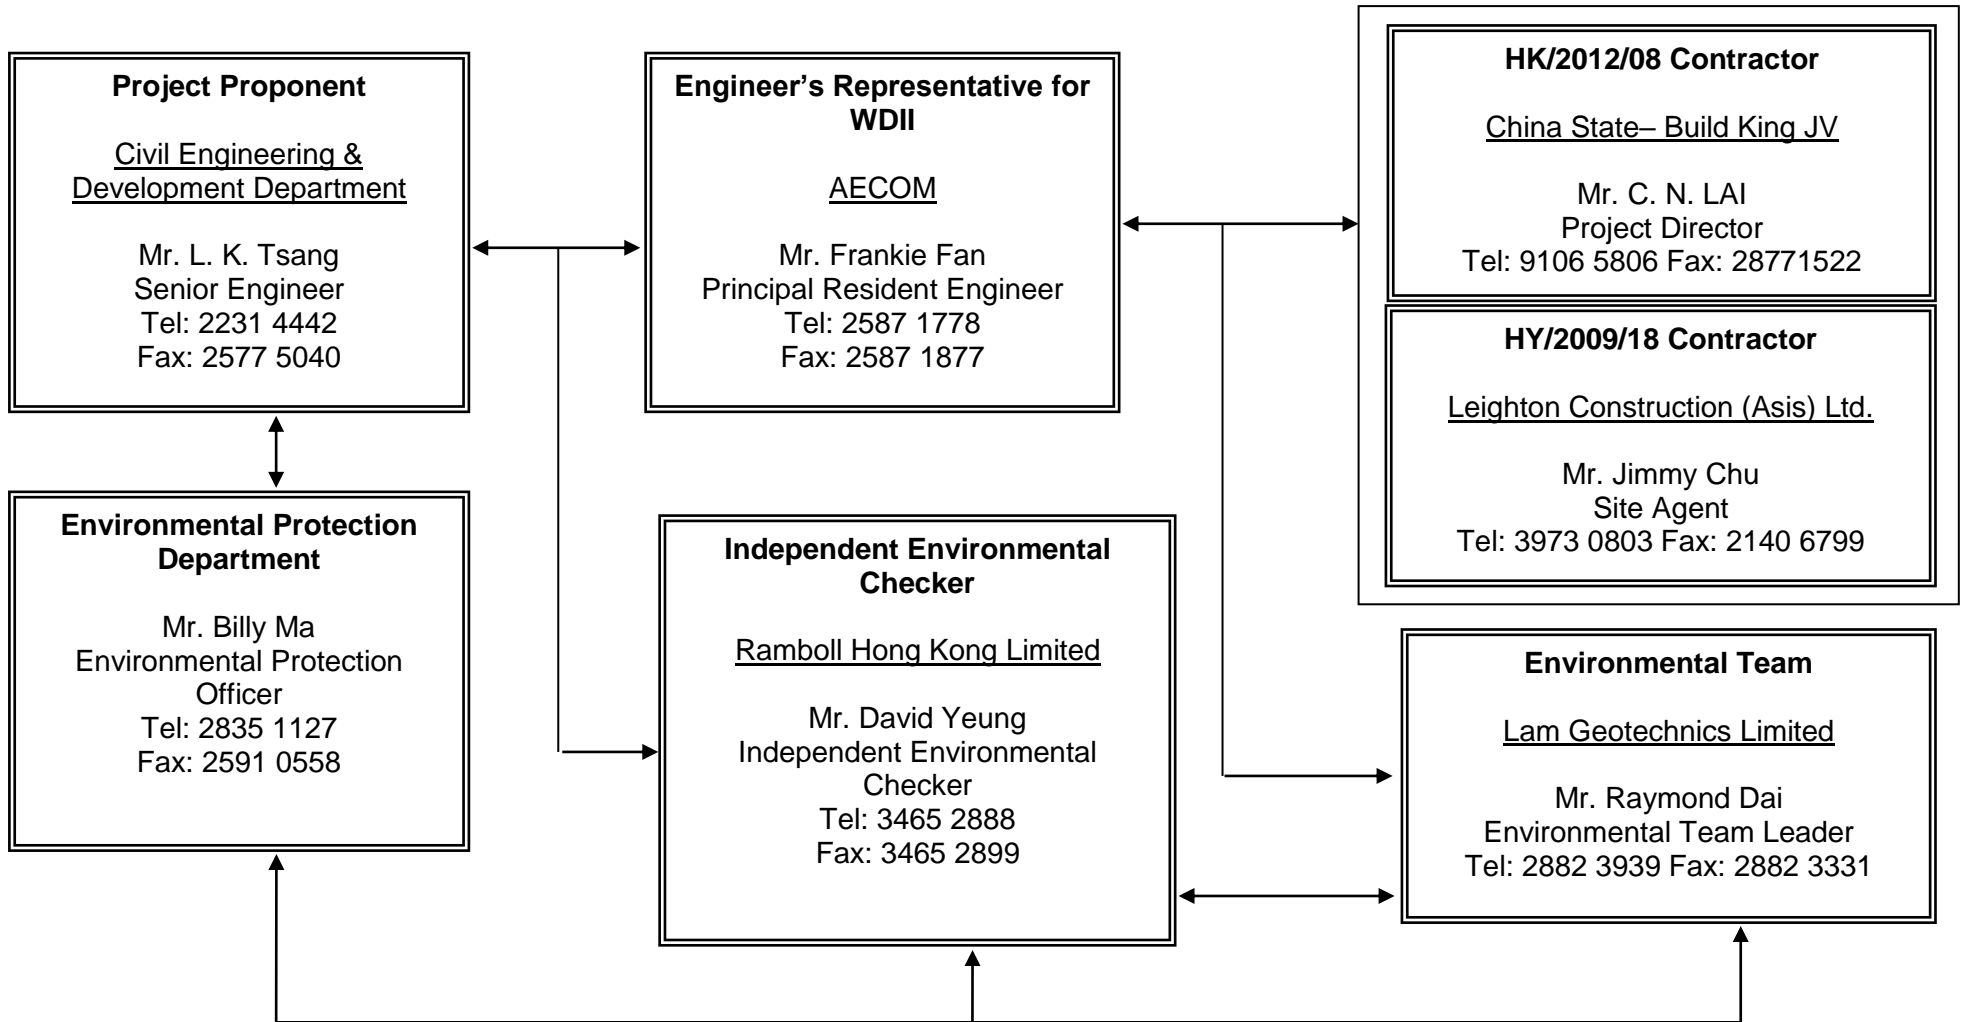 Project Proponent
Civil Engineering &
Development Department
Mr. L. K. Tsang
Senior Engineer
Tel: 2231 4442
Fax: 2577 5040
Engineer’s Representative for
WDII
AECOM
Mr. Frankie Fan
Principal Resident Engineer
Tel: 2587 1778
Fax: 2587 1877
HK/2012/08 Contractor
China State– Build King JV
Mr. C. N. LAI
Project Director
Tel: 9106 5806 Fax: 28771522
HY/2009/18 Contractor
Leighton Construction (Asis) Ltd.
Mr. Jimmy Chu
Site Agent
Tel: 3973 0803 Fax: 2140 6799
Environmental Protection
Department
Mr. Billy Ma
Environmental Protection
Officer
Tel: 2835 1127
Fax: 2591 0558
Independent Environmental
Checker
Ramboll Hong Kong Limited
Mr. David Yeung
Independent Environmental
Checker
Tel: 3465 2888
Fax: 3465 2899
Environmental Team
Lam Geotechnics Limited
Mr. Raymond Dai
Environmental Team Leader
Tel: 2882 3939 Fax: 2882 3331